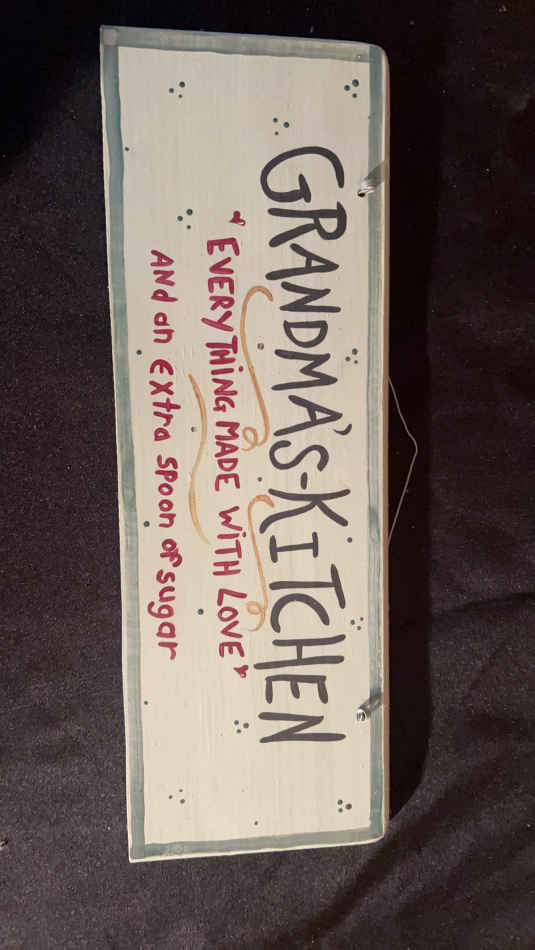 GRANDMA'S-KITCHEN
"EVERYTHING MADE WITH LOVE"
ANd an Extra spoon of sugar